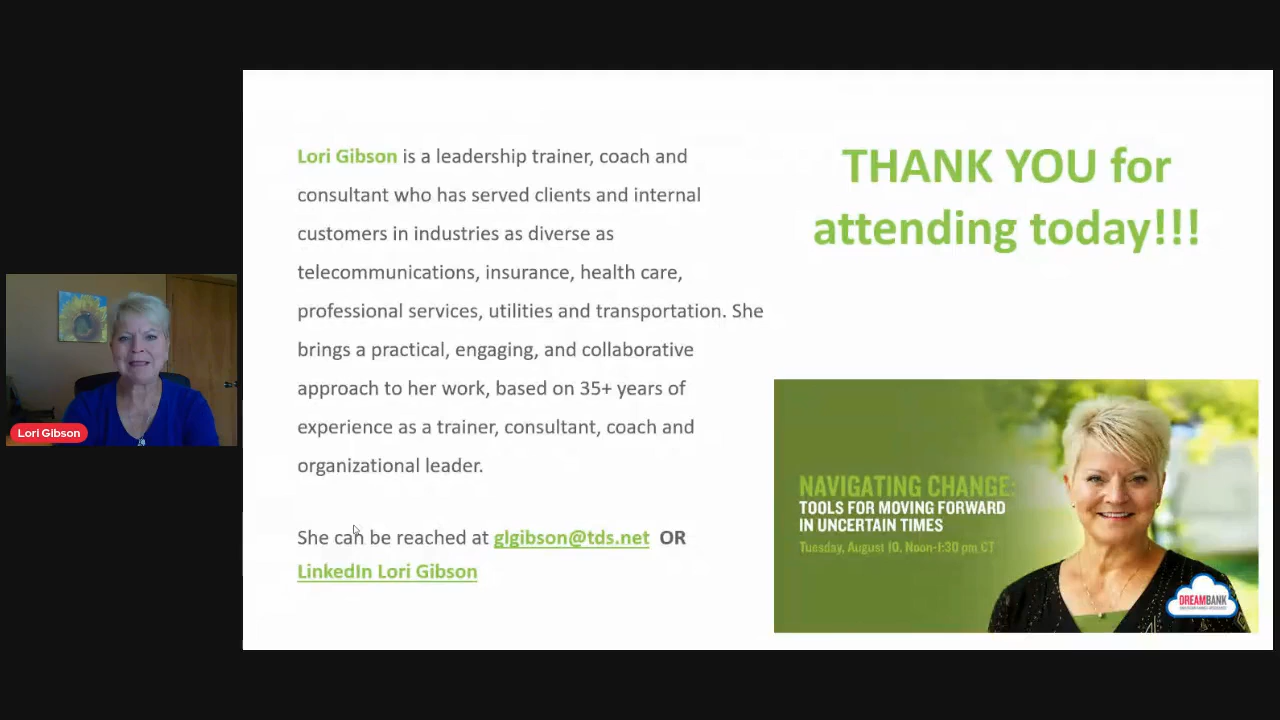 Lori Gibson is a leadership trainer, coach and
consultant who has served clients and internal
customers in industries as diverse as
telecommunications, insurance, health care,
professional services, utilities and transportation. She
brings a practical, engaging, and collaborative
approach to her work, based on 35+ years of
experience as a trainer, consultant, coach and
organizational leader.
She can be reached at glgibson@tds.net OR
LinkedIn Lori Gibson
THANK YOU for
attending today!!!
NAVIGATING CHANGE:
TOOLS FOR MOVING FORWARD
IN UNCERTAIN TIMES
Tuesday, August 10, Noon-1:30 pm CT
DREAMBANK
Lori Gibson